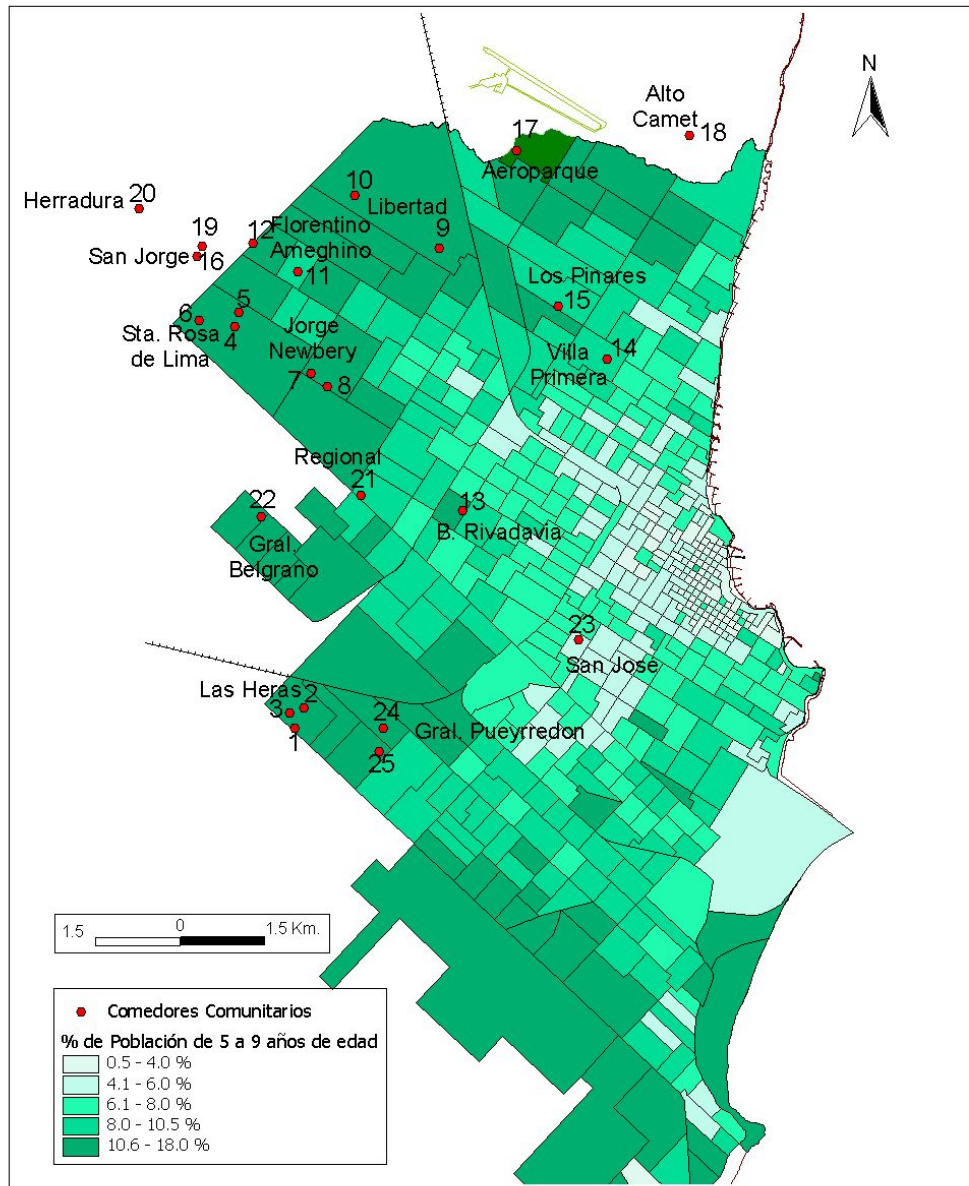 N
Alto
Camet
18
17
Aeroparque
10
Libertad
Herradura
20
19
12
Florentino
Ameghino
9
San Jorge
16
11
Los Pinares
15
5
6
4
Sta. Rosa
de Lima
Jorge
Newbery
14
Villa
Primera
7
8
Regional
21
22
13
B. Rivadavia
Gral.
Belgrano
23
San José
Las Heras
2
3
1
24
Gral. Pueyrredon
25
1.5 0 1.5 Km.
Comedores Comunitarios
% de Población de 5 a 9 años de edad
0.5 - 4.0 %
4.1 - 6.0 %
6.1 - 8.0 %
8.0 - 10.5 %
10.6 - 18.0 %